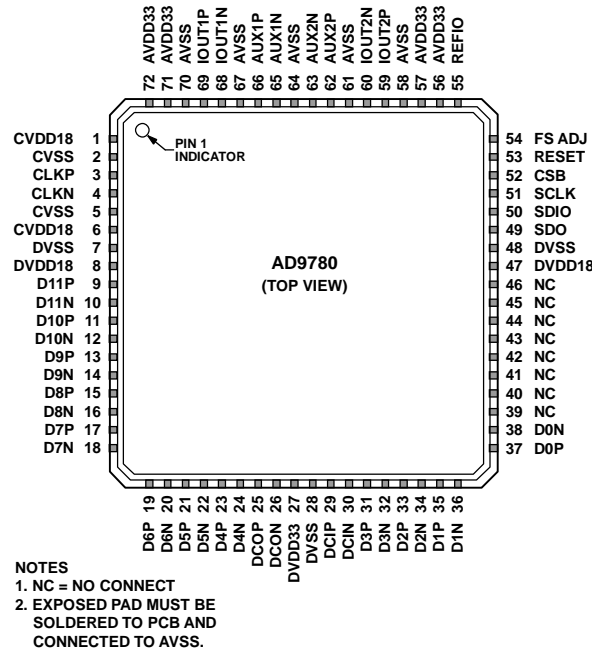 72 AVDD33
71 AVDD33
70 AVSS
69 IOUT1P
68 IOUT1N
67 AVSS
66 AUX1P
65 AUX1N
64 AVSS
63 AUX2N
62 AUX2P
61 AVSS
60 IOUT2N
59 IOUT2P
58 AVSS
57 AVDD33
56 AVDD33
55 REFIO
CVDD18 1
CVSS 2
CLKP 3
CLKN 4
CVSS 5
CVDD18 6
DVSS 7
DVDD18 8
D11P 9
D11N 10
D10P 11
D10N 12
D9P 13
D9N 14
D8P 15
D8N 16
D7P 17
D7N 18
PIN 1
INDICATOR
AD9780
(TOP VIEW)
54 FS ADJ
53 RESET
52 CSB
51 SCLK
50 SDIO
49 SDO
48 DVSS
47 DVDD18
46 NC
45 NC
44 NC
43 NC
42 NC
41 NC
40 NC
39 NC
38 D0N
37 D0P
D6P 19
D6N 20
D5P 21
D5N 22
D4P 23
D4N 24
DCOP 25
DCON 26
DVDD33 27
DVSS 28
DCIP 29
DCIN 30
D3P 31
D3N 32
D2P 33
D2N 34
D1P 35
D1N 36
NOTES
1. NC = NO CONNECT
2. EXPOSED PAD MUST BE
SOLDERED TO PCB AND
CONNECTED TO AVSS.